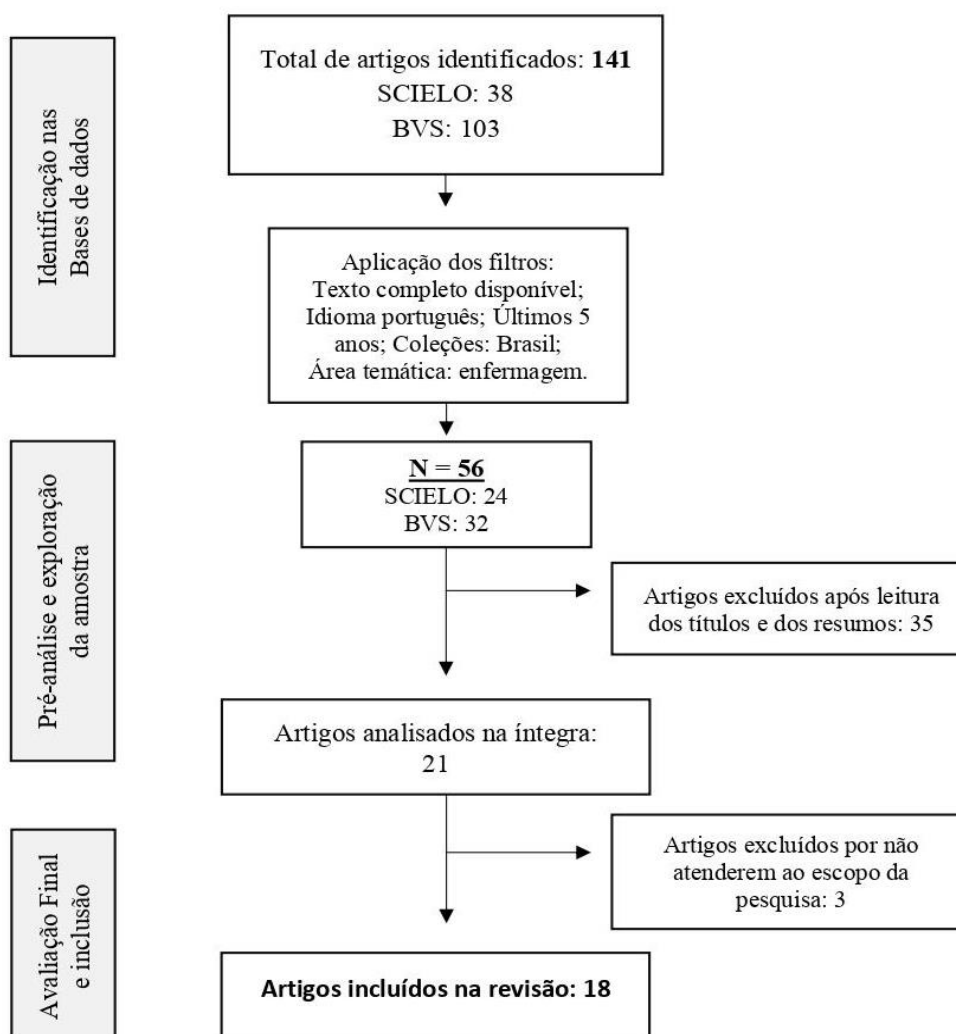 Identificação nas
Bases de dados
Total de artigos identificados: 141
SCIELO: 38
BVS: 103
Aplicação dos filtros:
Texto completo disponível;
Idioma português; Últimos 5
anos; Coleções: Brasil;
Área temática: enfermagem.
Pré-análise e exploração
da amostra
N = 56
SCIELO: 24
BVS: 32
Artigos excluídos após leitura
dos títulos e dos resumos: 35
Artigos analisados na íntegra:
21
Avaliação Final
e inclusão
Artigos excluídos por não
atenderem ao escopo da
pesquisa: 3
Artigos incluídos na revisão: 18